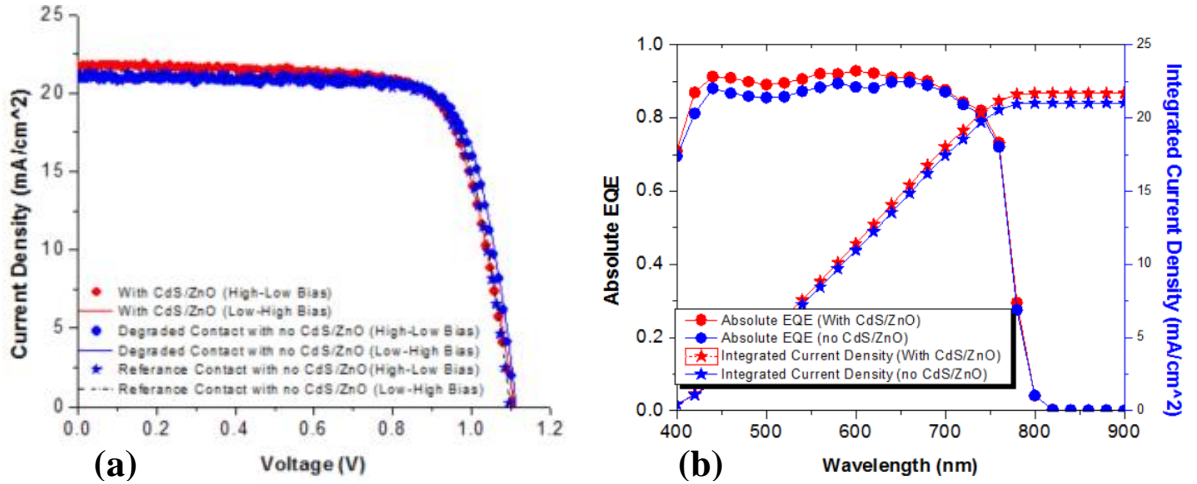 Current Density (mA/cm^2)
25
20
15
10
5
0
With CdS/ZnO (High-Low Bias)
With CdS/ZnO (Low-High Bias)
Degraded Contact with no CdS/ZnO (High-Low Bias)
Degraded Contact with no CdS/ZnO (Low-High Bias)
Referance Contact with no CdS/ZnO (High-Low Bias)
Referance Contact with no CdS/ZnO (Low-High Bias)
0.0 0.2 0.4 0.6 0.8 1.0 1.2
Voltage (V)
(a)
Absolute EQE
1.0
0.8
0.6
0.4
0.2
0.0
Absolute EQE (With CdS/ZnO)
Absolute EQE (no CdS/ZnO)
Integrated Current Density (With CdS/ZnO)
Integrated Current Density (no CdS/ZnO)
400 500 600 700 800 900
Wavelength (nm)
25
20
15
10
5
0
Integrated Current
Density (mA/cm^2)
(b)